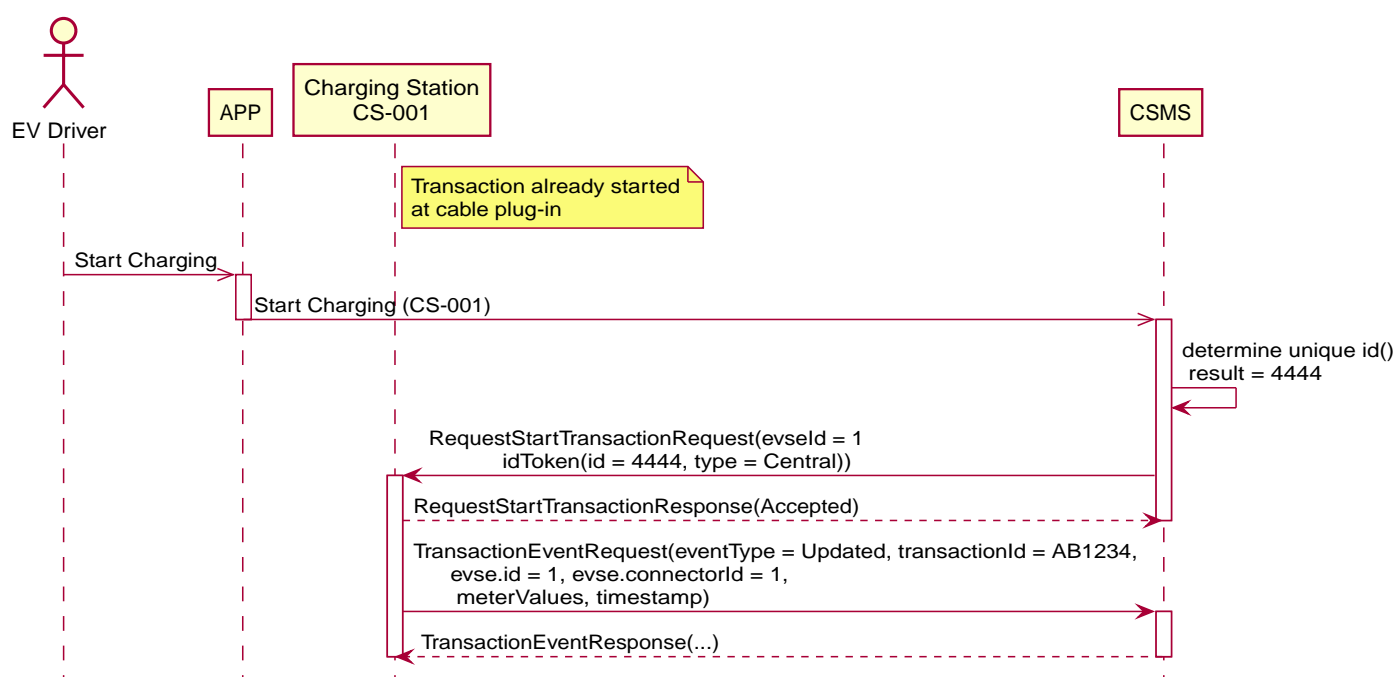 EV Driver
APP
Charging Station
CS-001
CSMS
Transaction already started
at cable plug-in
Start Charging
Start Charging (CS-001)
determine unique id()
result = 4444
RequestStartTransactionRequest(evseId = 1
idToken(id = 4444, type = Central))
RequestStartTransactionResponse(Accepted)
TransactionEventRequest(eventType = Updated, transactionId = AB1234,
evse.id = 1, evse.connectorId = 1,
meterValues, timestamp)
TransactionEventResponse(...)